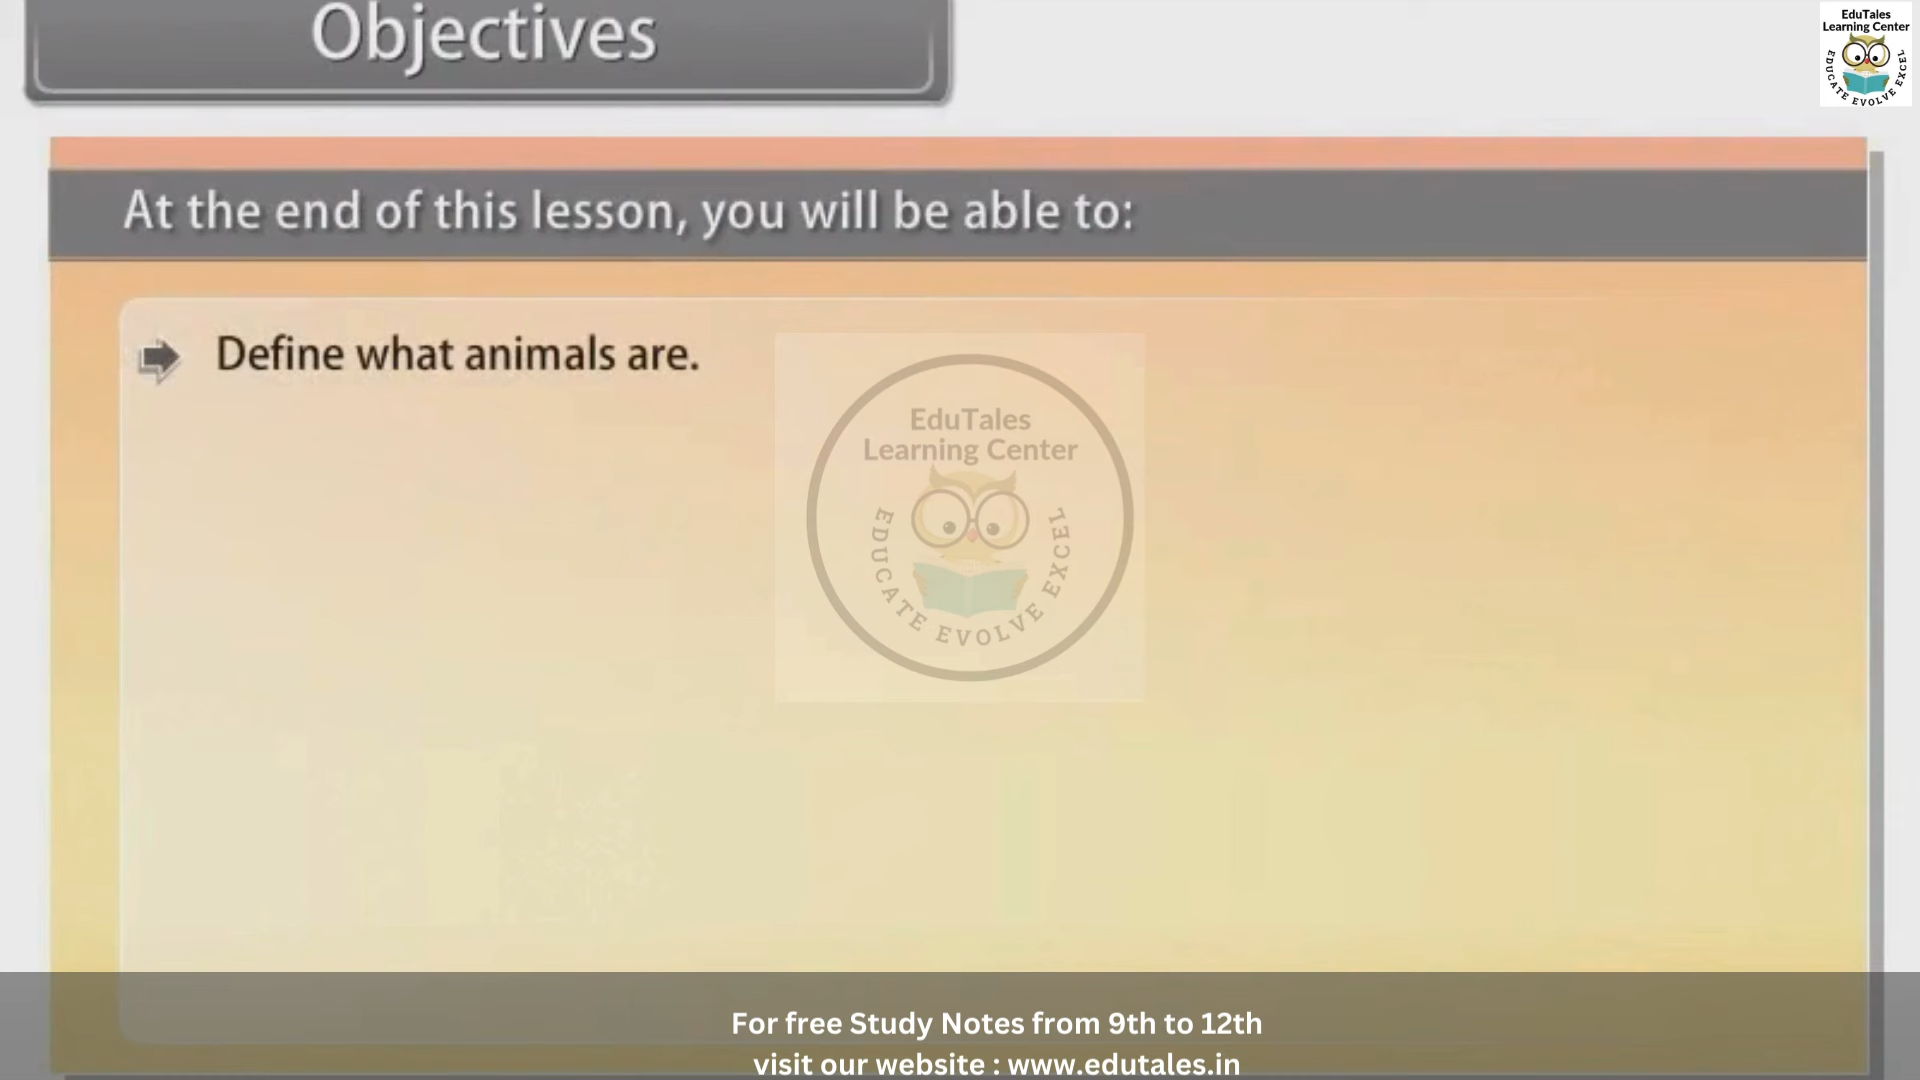 Objectives
EduTales
Learning Center
EDUCATE EVOLVE EXCEL
At the end of this lesson, you will be able to:
Define what animals are.
EduTales
Learning Center
EDUCATE EVOLVE EXCEL
For free Study Notes from 9th to 12th
visit our website : www.edutales.in